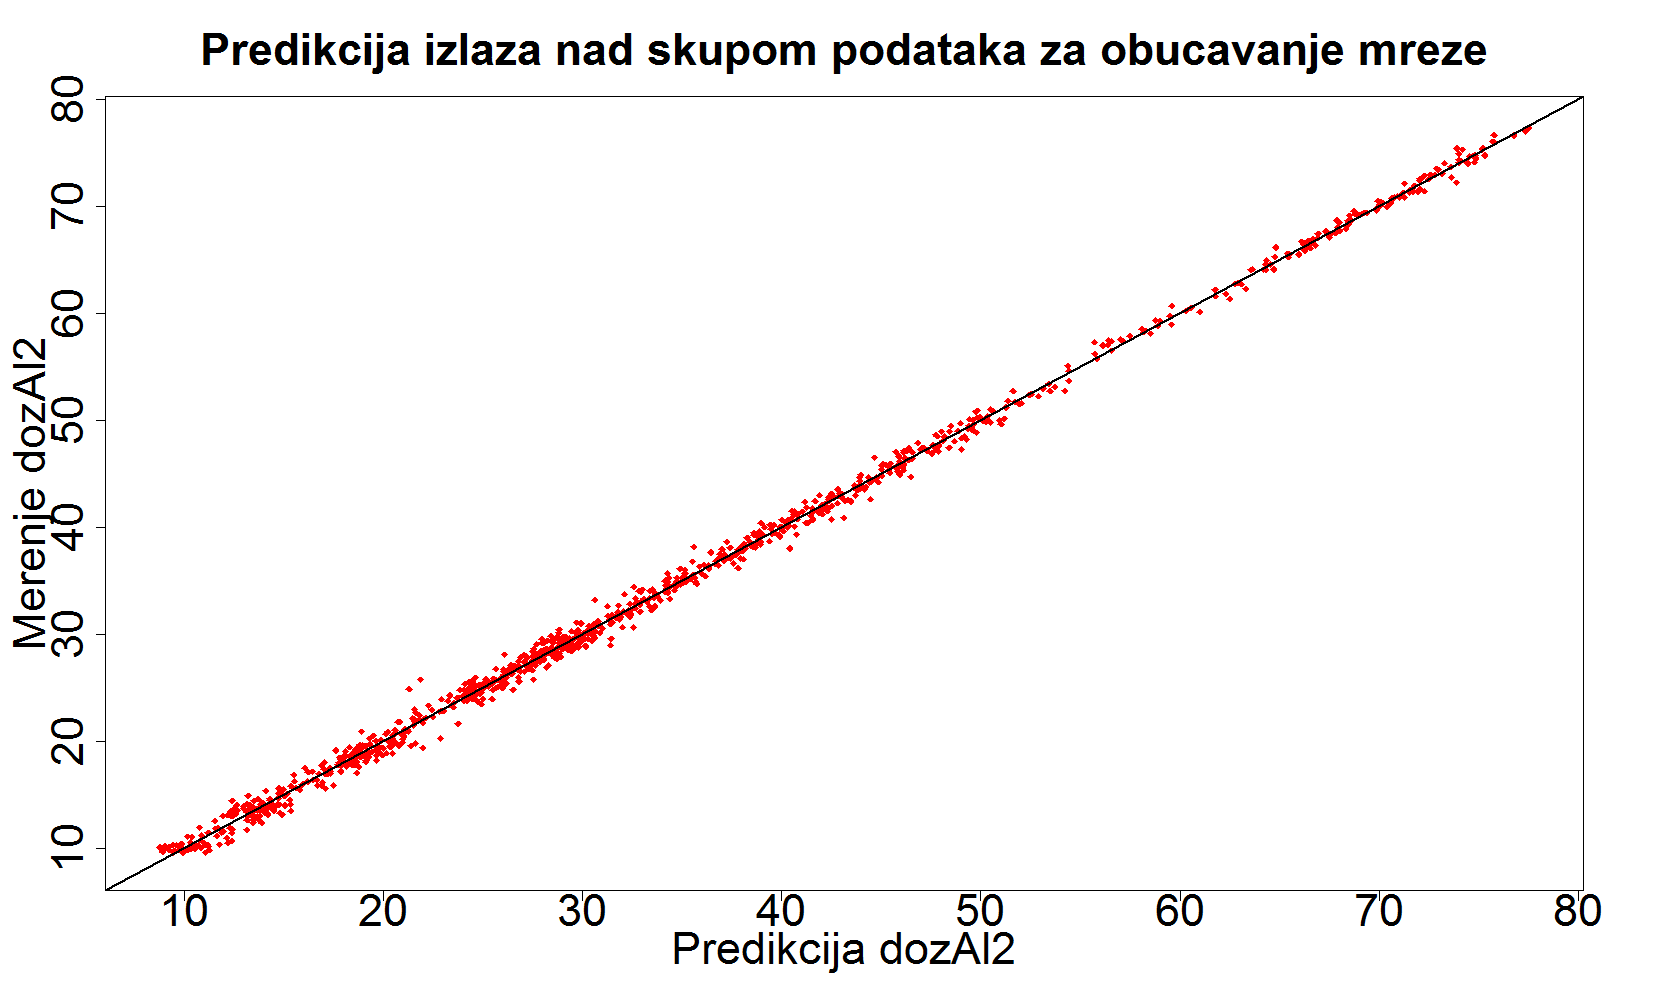 Predikcija izlaza nad skupom podataka za obucavanje mreze
Merenje dozAl2
80
70
60
50
40
30
20
10
10 20 30 40 50 60 70 80
Predikcija dozAl2